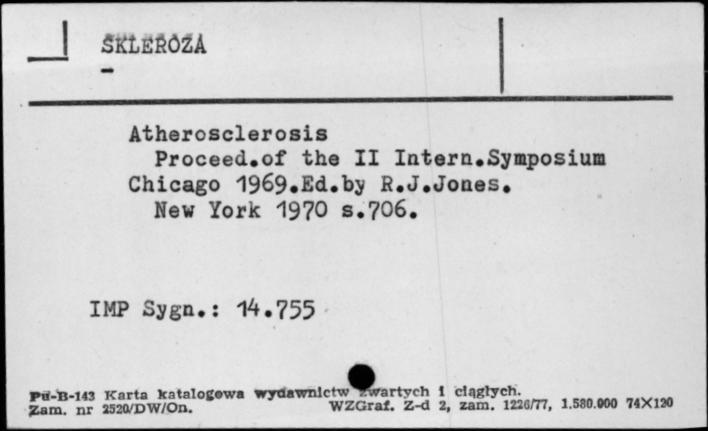 SKLEROZA
Atherosclerosis
Proceed.of the II Intern.Symposium
Chicago 1969.Ed.by R.J.Jones.
New York 1970 s.706.
IMP Sygn.: 14.755
Pu-B-143 Karta katalogowa wydawnictw zwartych i ciągłych.
Zam. nr 2520/DW/On. WZGraf. Z-d 2, zam. 1226/77, 1.580.000 74X120